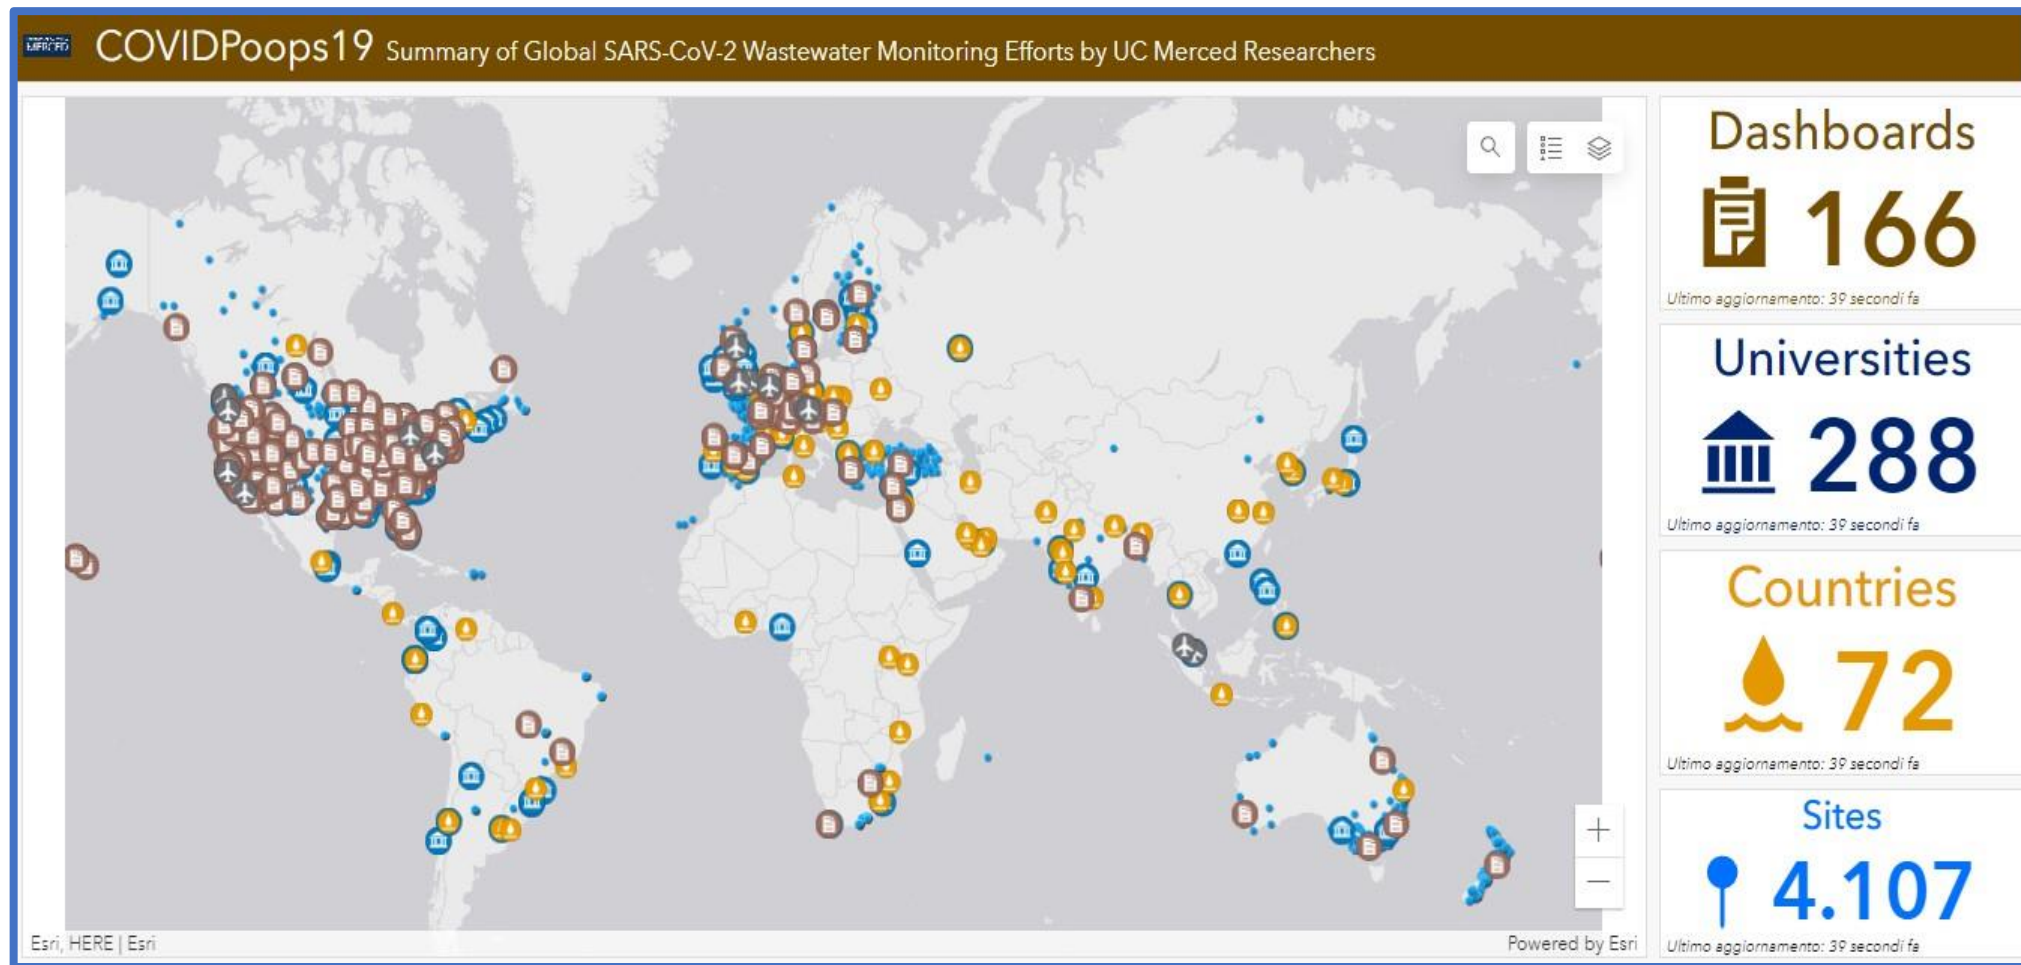 MERCED
COVIDPoops19 Summary of Global SARS-CoV-2 Wastewater Monitoring Efforts by UC Merced Researchers
Dashboards
166
Ultimo aggiornamento: 39 secondi fa
Universities
288
Ultimo aggiornamento: 39 secondi fa
Countries
72
Ultimo aggiornamento: 39 secondi fa
Sites
4.107
Ultimo aggiornamento: 39 secondi fa
Esri, HERE | Esri
Powered by Esri